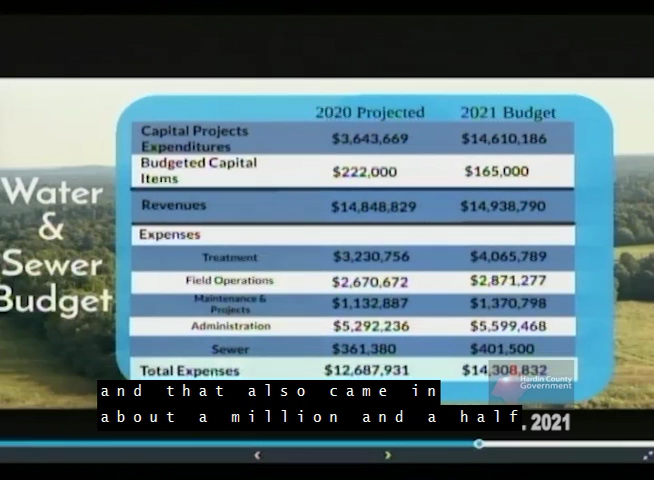 2020 Projected 2021 Budget
Capital Projects
Expenditures $3,643,669 $14,610,186
Budgeted Capital
Items $222,000 $165,000
Revenues $14,848,829 $14,938,790
Expenses
Treatment $3,230,756 $4,065,789
Field Operations $2,670,672 $2,871,277
Maintenance &
Projects $1,132,887 $1,370,798
Administration $5,292,236 $5,599,468
Sewer $361,380 $401,500
Total Expenses $12,687,931 $14,308,832
Water
&
Sewer
Budget
Hardin County
Government
and that also came in
about a million and a half
. 2021